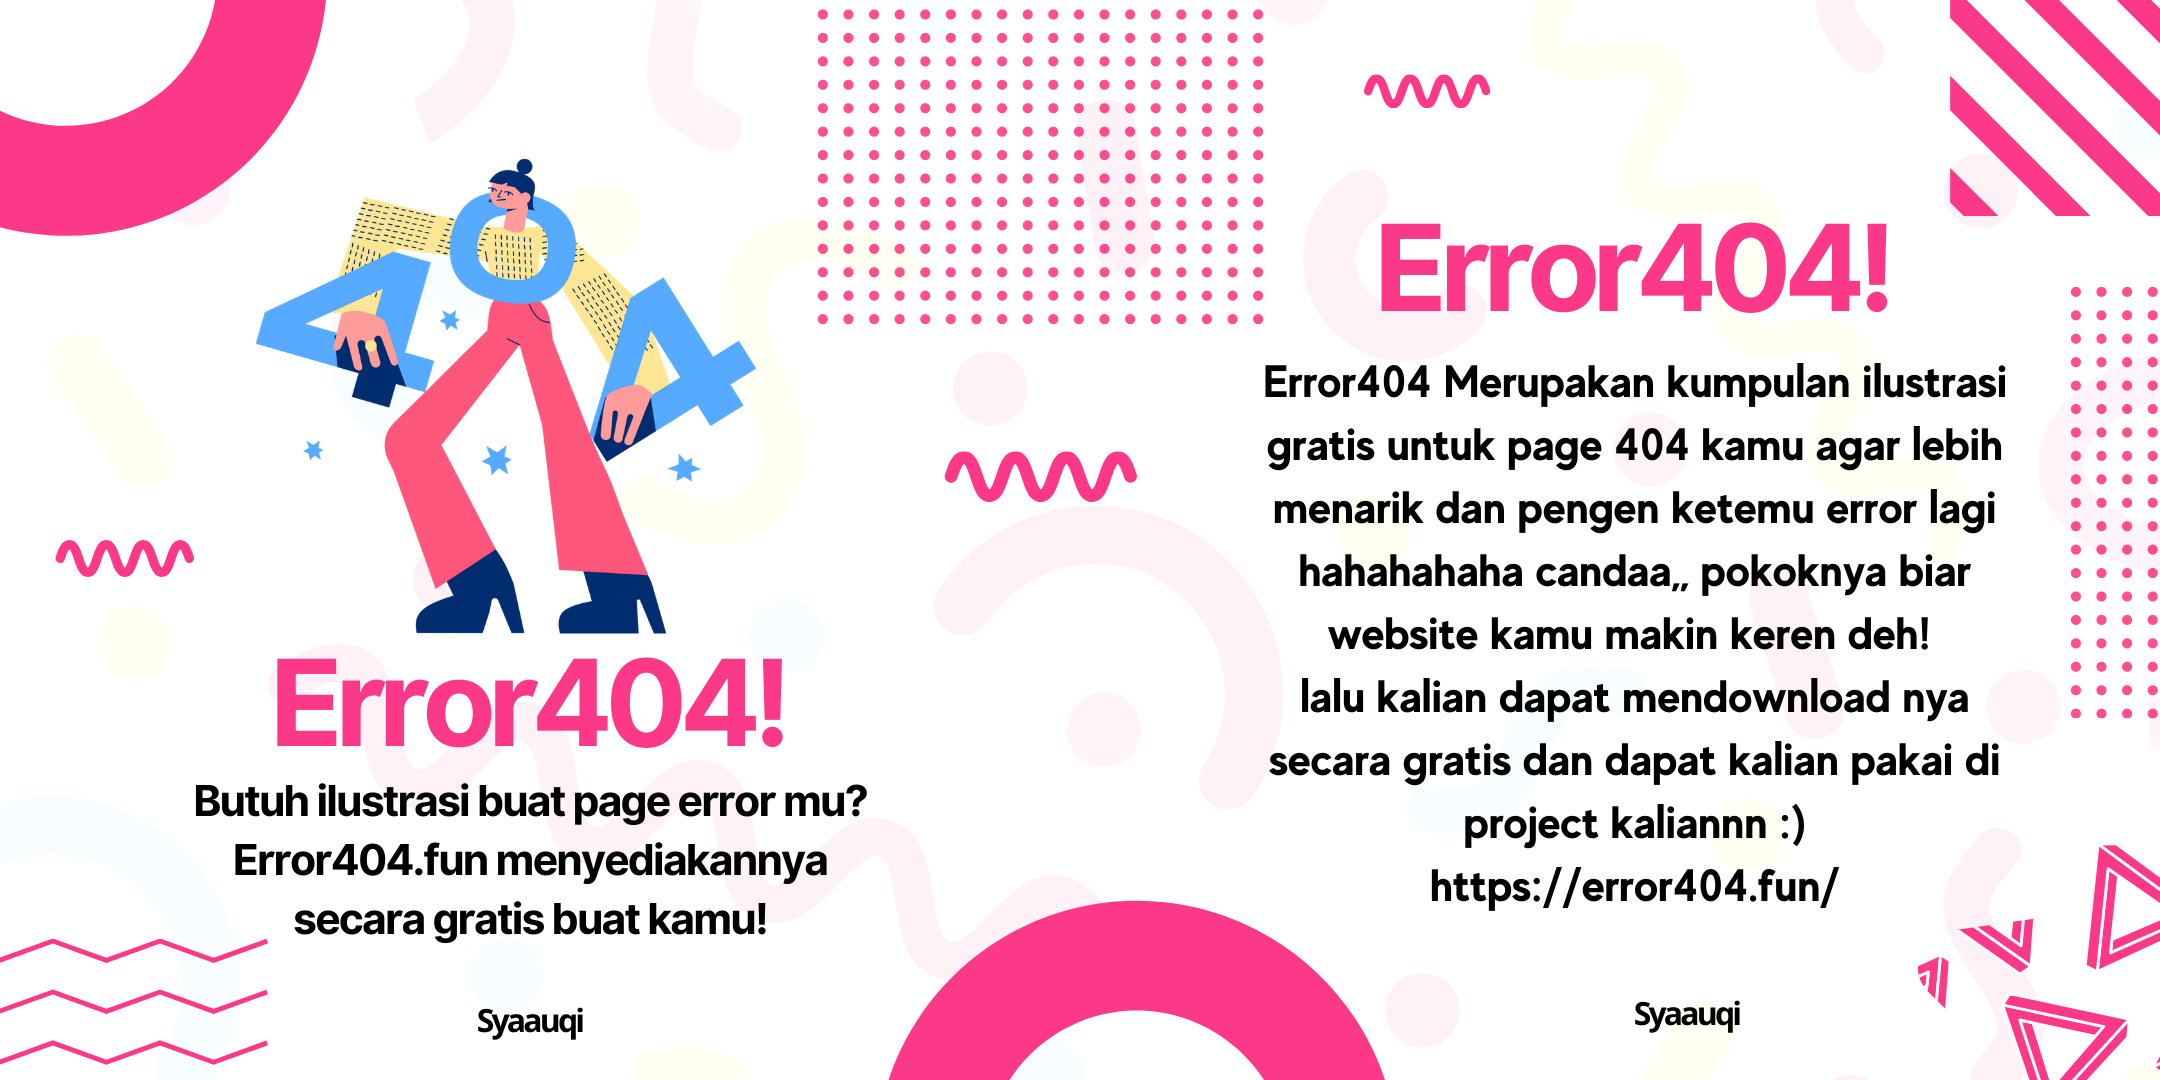 Error404!
Butuh ilustrasi buat page error mu?
Error404.fun menyediakannya
secara gratis buat kamu!
Syaauqi
Error404!
Error404 Merupakan kumpulan ilustrasi
gratis untuk page 404 kamu agar lebih
menarik dan pengen ketemu error lagi
hahahahaha candaa,, pokoknya biar
website kamu makin keren deh!
lalu kalian dapat mendownload nya
secara gratis dan dapat kalian pakai di
project kaliannn :)
https://error404.fun/
Syaauqi
404